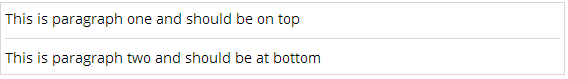 This is paragraph one and should be on top
This is paragraph two and should be at bottom